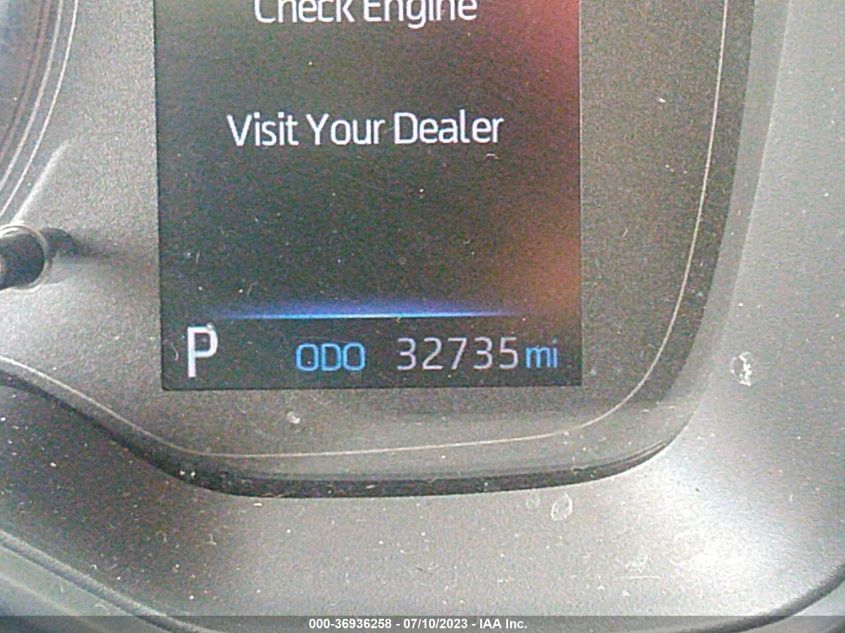 Check Engine
Visit Your Dealer
P ODO 32735 mi
000-36936258 - 07/10/2023 - IAA Inc.